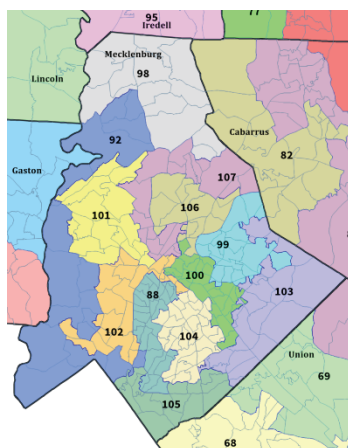 95
Iredell
77
Mecklenburg
98
Lincoln
92
Cabarrus
82
Gaston
107
101
106
99
100
103
88
102
104
Union
69
105
68